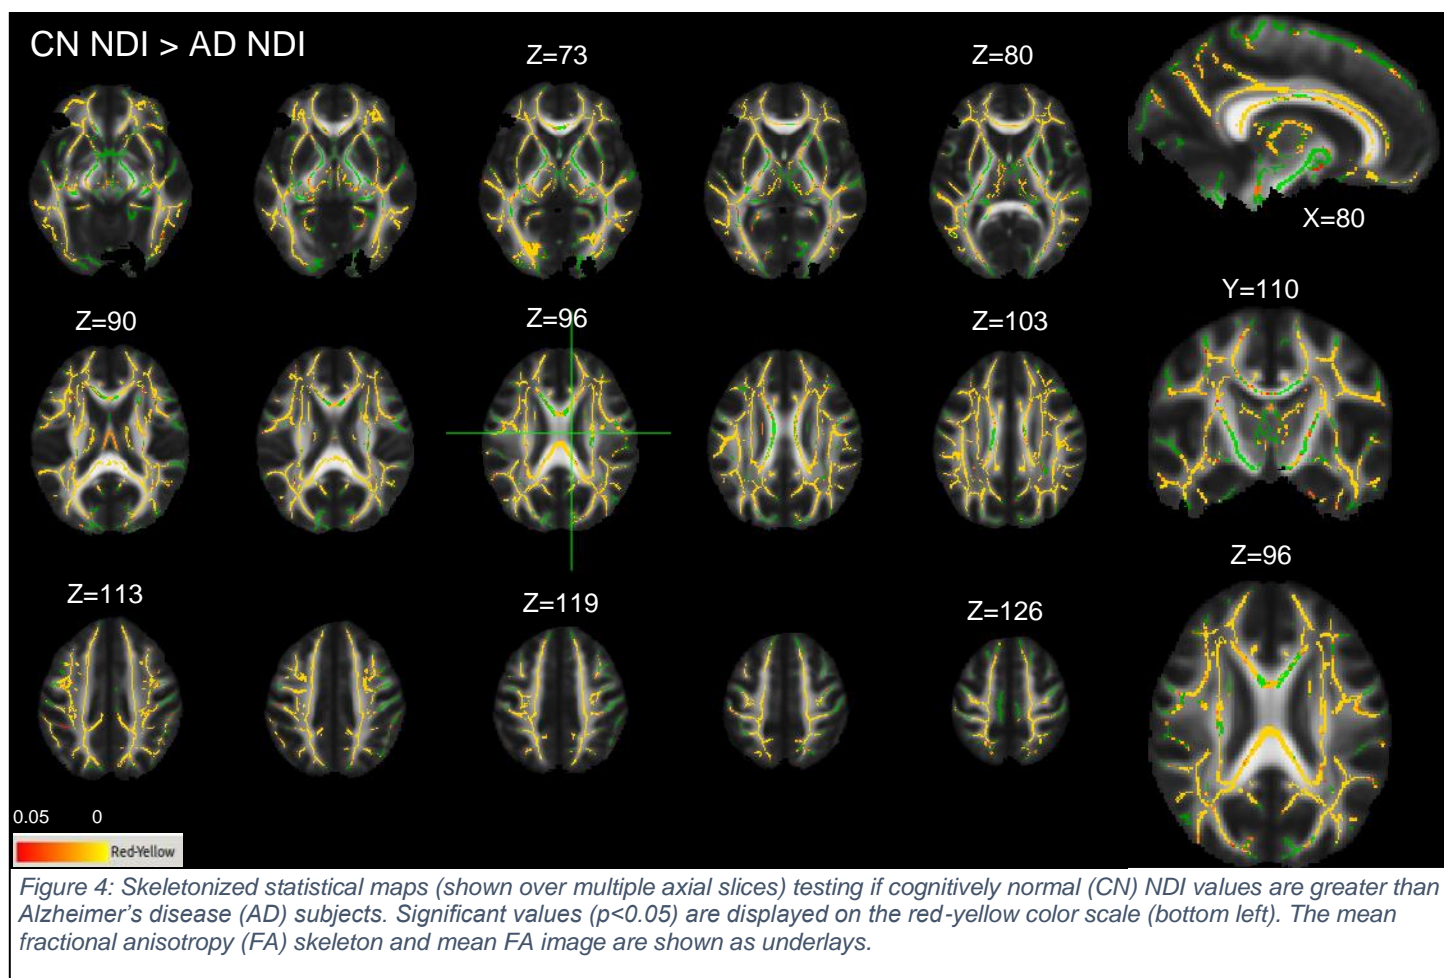 CN NDI > AD NDI
Z=73
Z=80
X=80
Z=90
Z=96
Z=103
Y=110
Z=113
Z=119
Z=126
Z=96
0.05 0
Red-Yellow
Figure 4: Skeletonized statistical maps (shown over multiple axial slices) testing if cognitively normal (CN) NDI values are greater than
Alzheimer's disease (AD) subjects. Significant values (p<0.05) are displayed on the red-yellow color scale (bottom left). The mean
fractional anisotropy (FA) skeleton and mean FA image are shown as underlays.